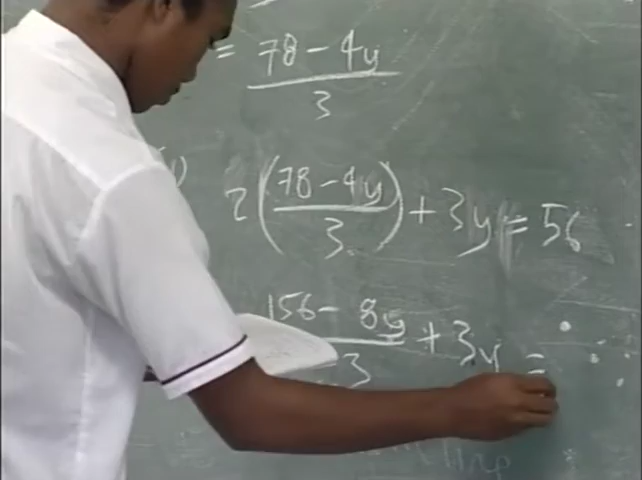 = 78 - 4y
3
2(78 - 4y) + 3y = 56
3
156 - 8y + 3y =
3